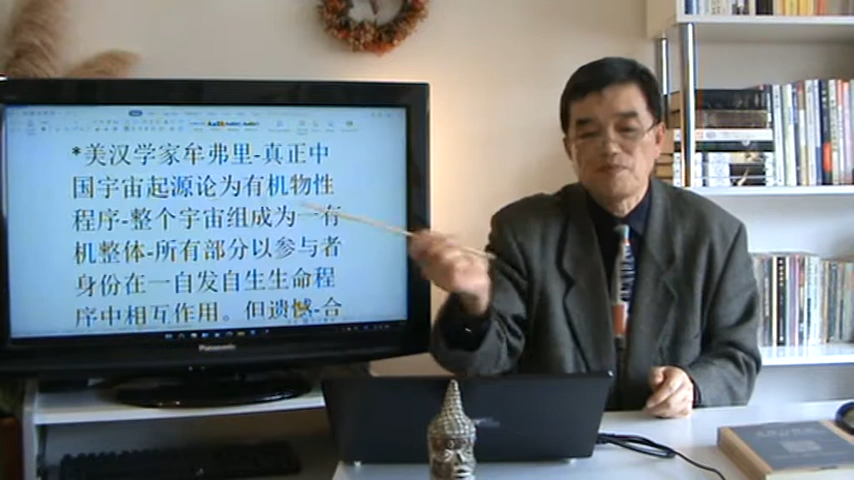 *美汉学家牟弗里-真正中
国宇宙起源论为有机物性
程序-整个宇宙组成为一有
机整体-所有部分以参与者
身份在一自发自生生命程
序中相互作用。但遗憾-合
Panasonic